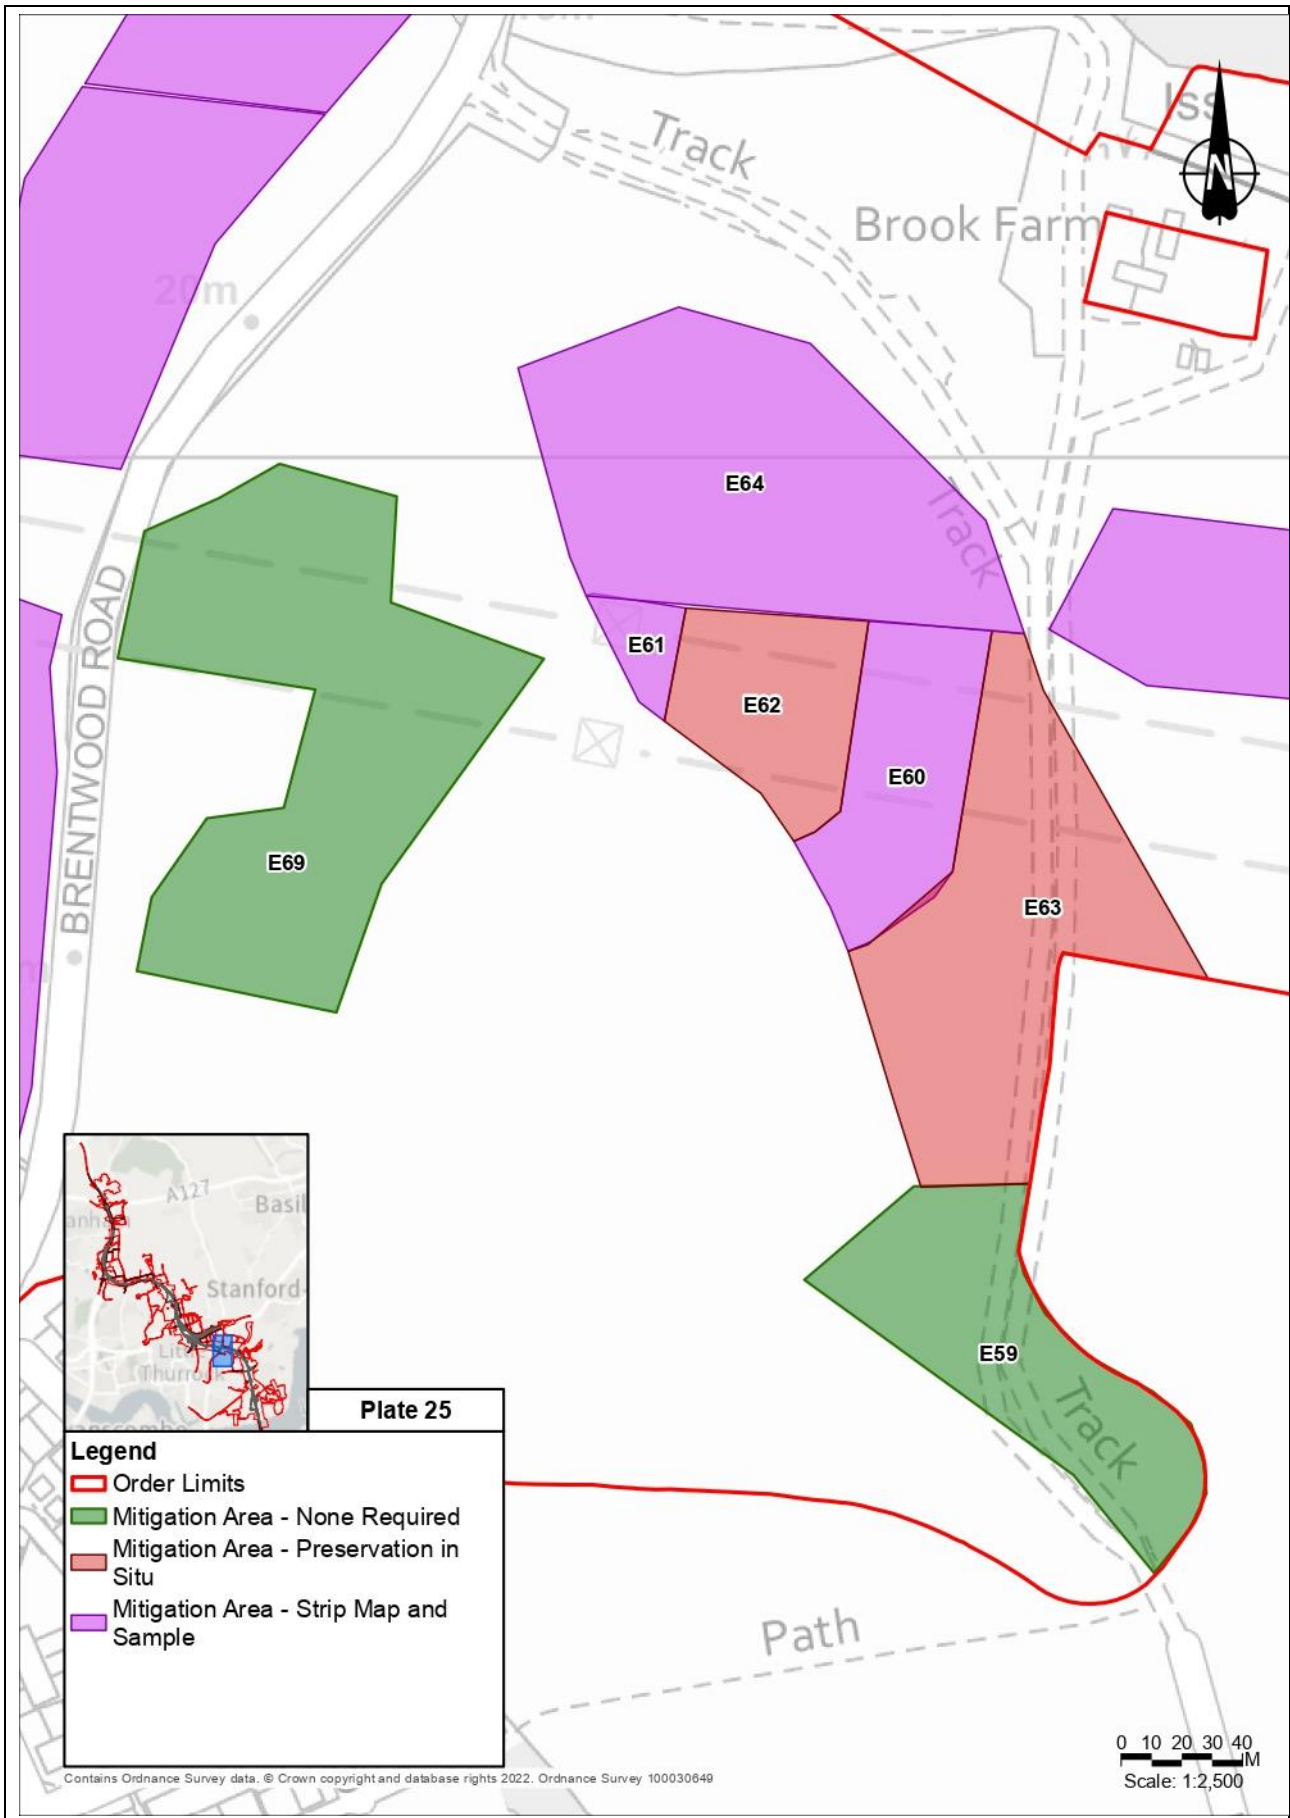 Track
Brook Farm
N
E64
Track
E61
E62
E60
BRENTWOOD ROAD
E69
E63
A127
Basil
Stanford
Thurrock
E59
Track
Plate 25
Legend
Order Limits
Mitigation Area - None Required
Mitigation Area - Preservation in
Situ
Mitigation Area - Strip Map and
Sample
Path
0 10 20 30 40
M
Scale: 1:2,500
Contains Ordnance Survey data. © Crown copyright and database rights 2022. Ordnance Survey 100030649